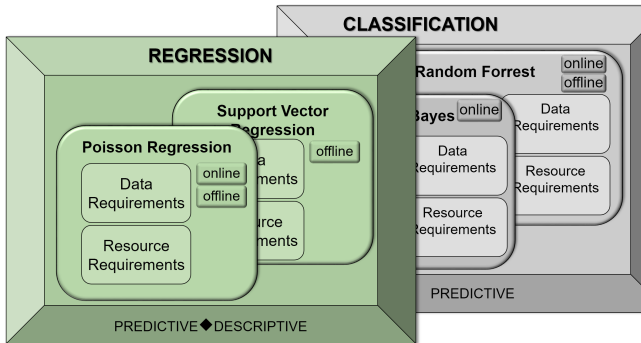 CLASSIFICATION
REGRESSION
Random Forrest
online
offline
Data
Requirements
Resource
Requirements
Bayes
online
Data
Requirements
Resource
Requirements
PREDICTIVE
Support Vector
Regression
offline
Poisson Regression
online
offline
Data
Requirements
Resource
Requirements
PREDICTIVE◆DESCRIPTIVE